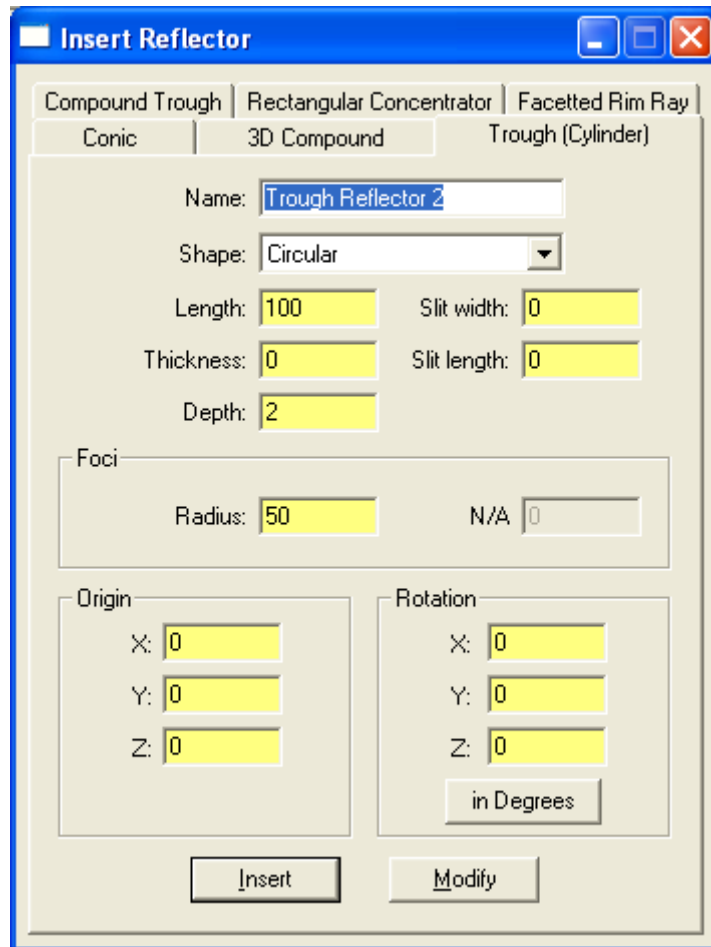 Insert Reflector
Compound Trough Rectangular Concentrator Facetted Rim Ray
Conic 3D Compound Trough (Cylinder)
Name: Trough Reflector 2
Shape: Circular
Length: 100 Slit width: 0
Thickness: 0 Slit length: 0
Depth: 2
Foci
Radius: 50 N/A 0
Origin Rotation
X: 0 X: 0
Y: 0 Y: 0
Z: 0 Z: 0
in Degrees
Insert Modify